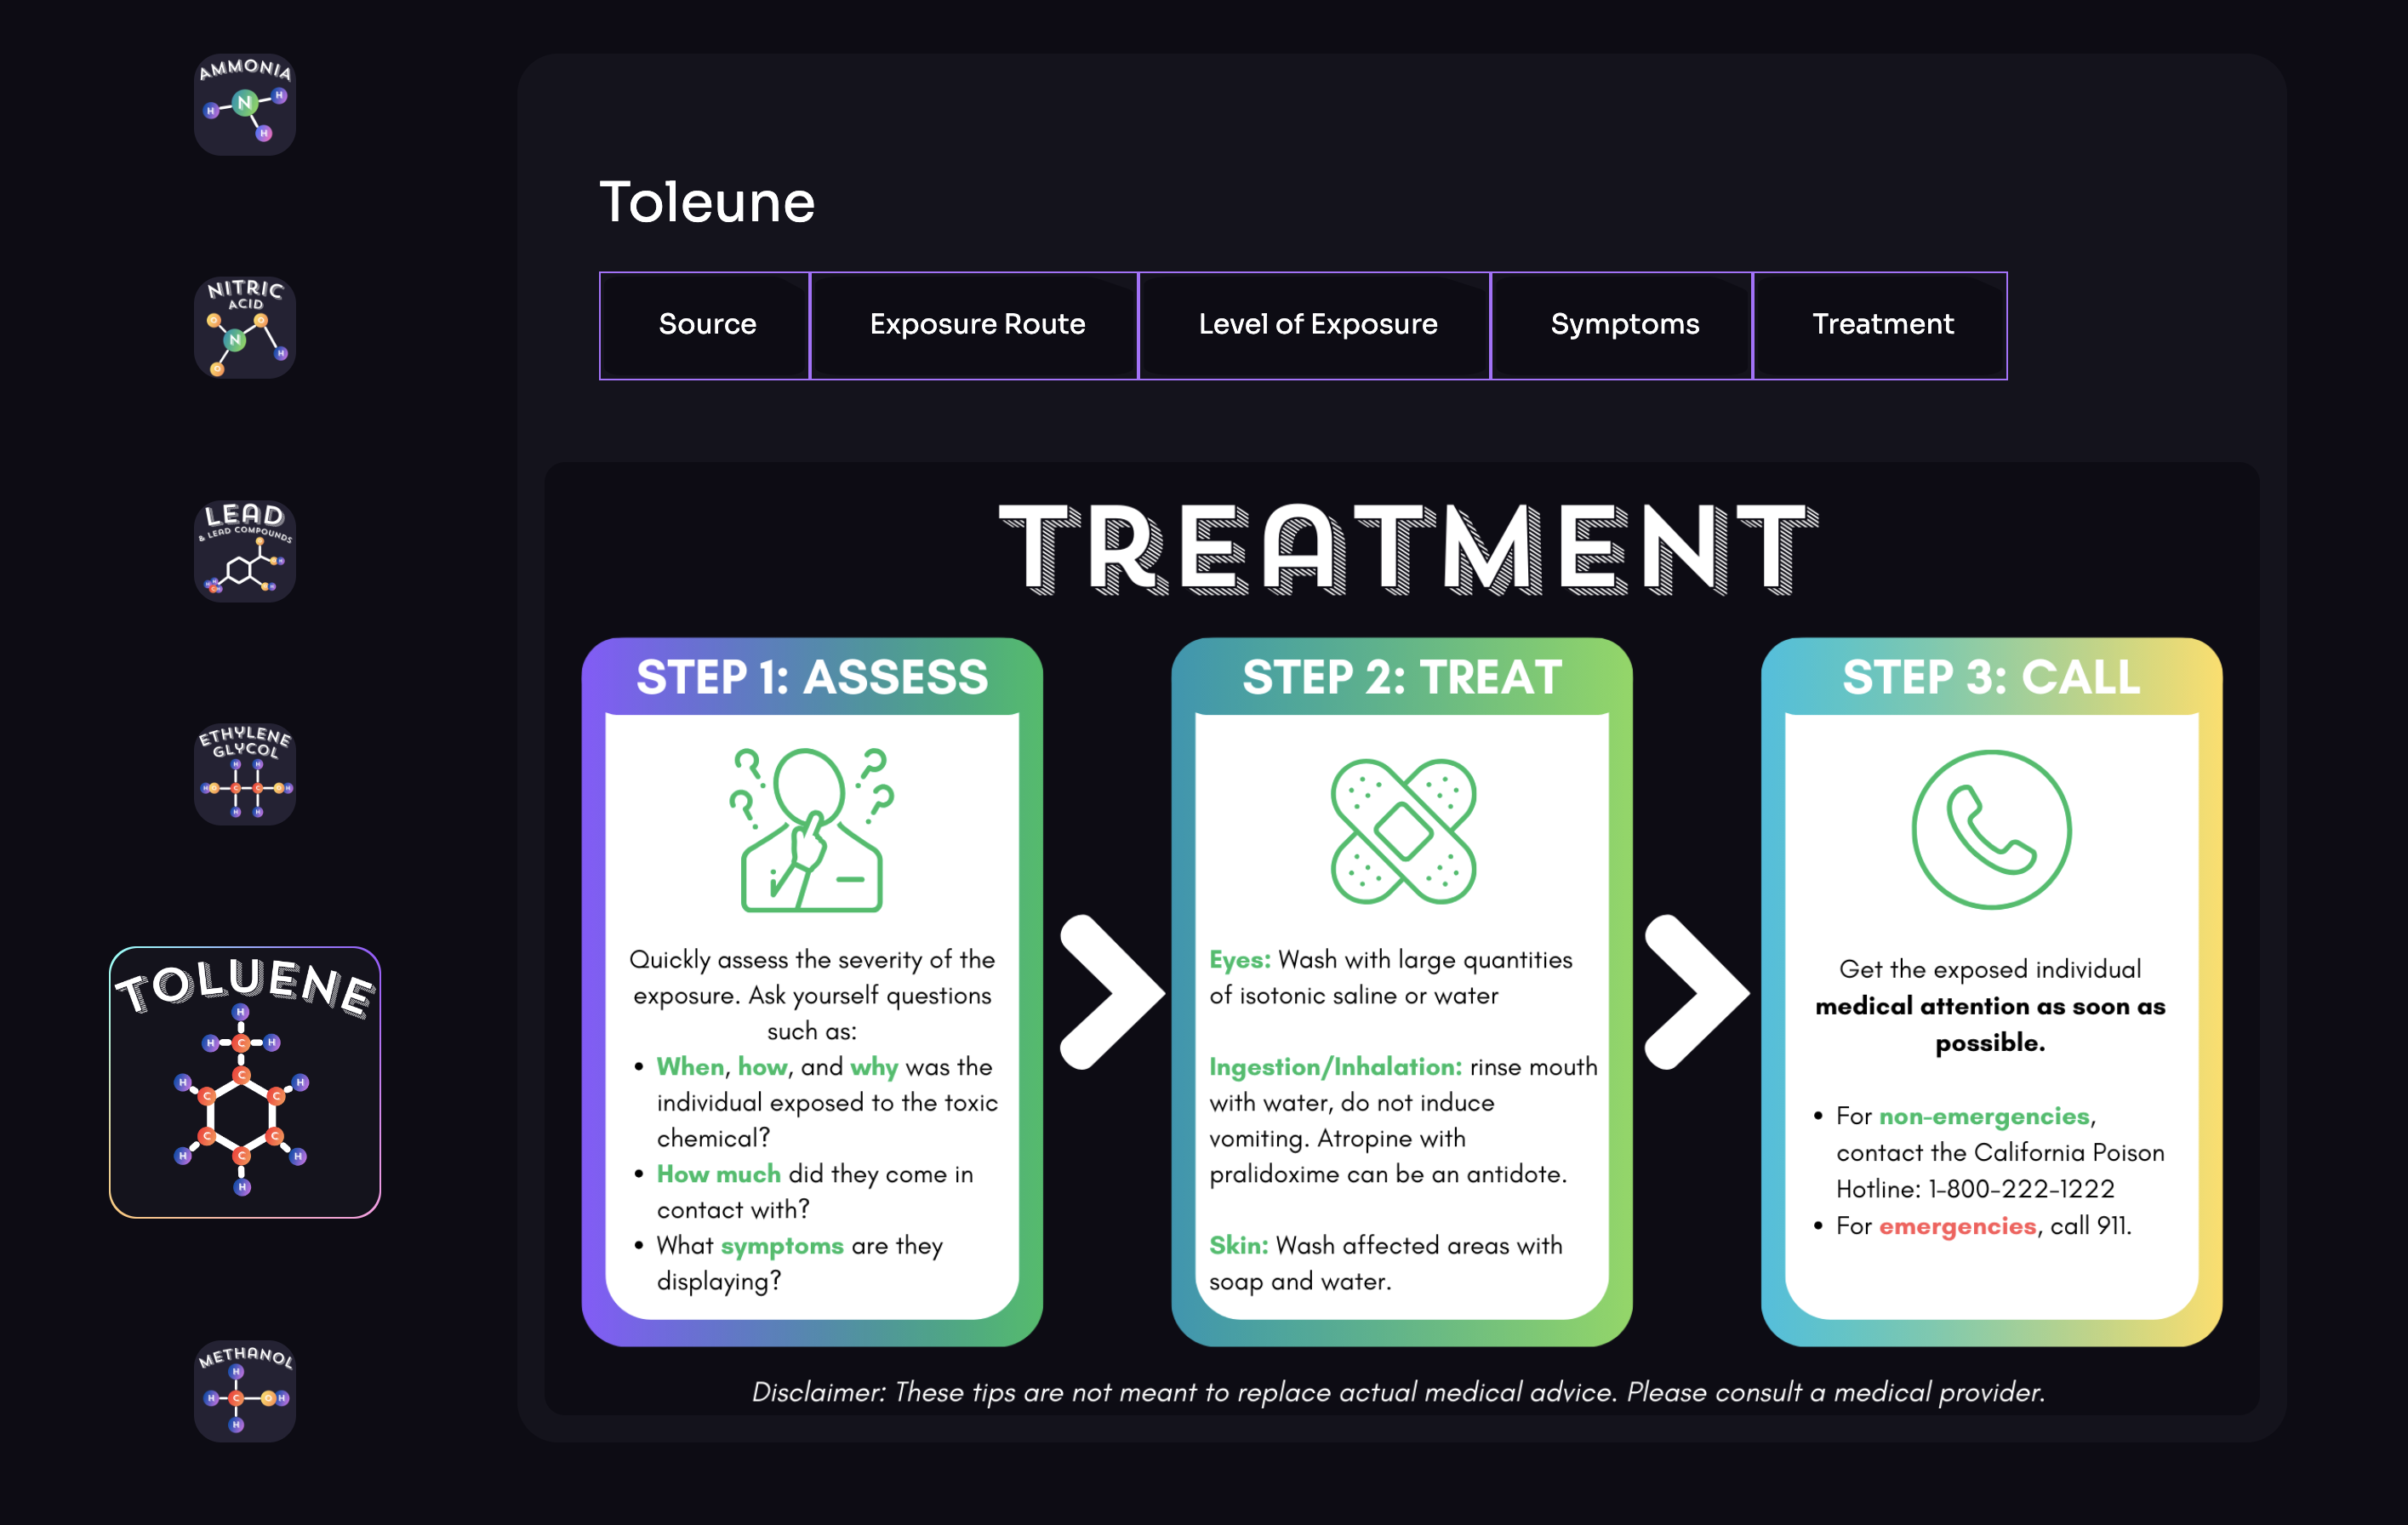 AMMONIA
N
H
H
H
NITRIC
ACID
O
O
N
H
O
LEAD
& LEAD COMPOUNDS
ETHYLENE
GLYCOL
H
H
H
O
C
C
O
H
H
H
TOLUENE
H
H
C
H
C
H
H
C
C
C
C
H
H
C
H
METHANOL
H
H
C
O
H
H
Toleune
Source
Exposure Route
Level of Exposure
Symptoms
Treatment
TREATMENT
STEP 1: ASSESS
Quickly assess the severity of the
exposure. Ask yourself questions
such as:
• When, how, and why was the
individual exposed to the toxic
chemical?
• How much did they come in
contact with?
• What symptoms are they
displaying?
STEP 2: TREAT
Eyes: Wash with large quantities
of isotonic saline or water
Ingestion/Inhalation: rinse mouth
with water, do not induce
vomiting. Atropine with
pralidoxime can be an antidote.
Skin: Wash affected areas with
soap and water.
STEP 3: CALL
Get the exposed individual
medical attention as soon as
possible.
• For non-emergencies,
contact the California Poison
Hotline: 1-800-222-1222
• For emergencies, call 911.
Disclaimer: These tips are not meant to replace actual medical advice. Please consult a medical provider.